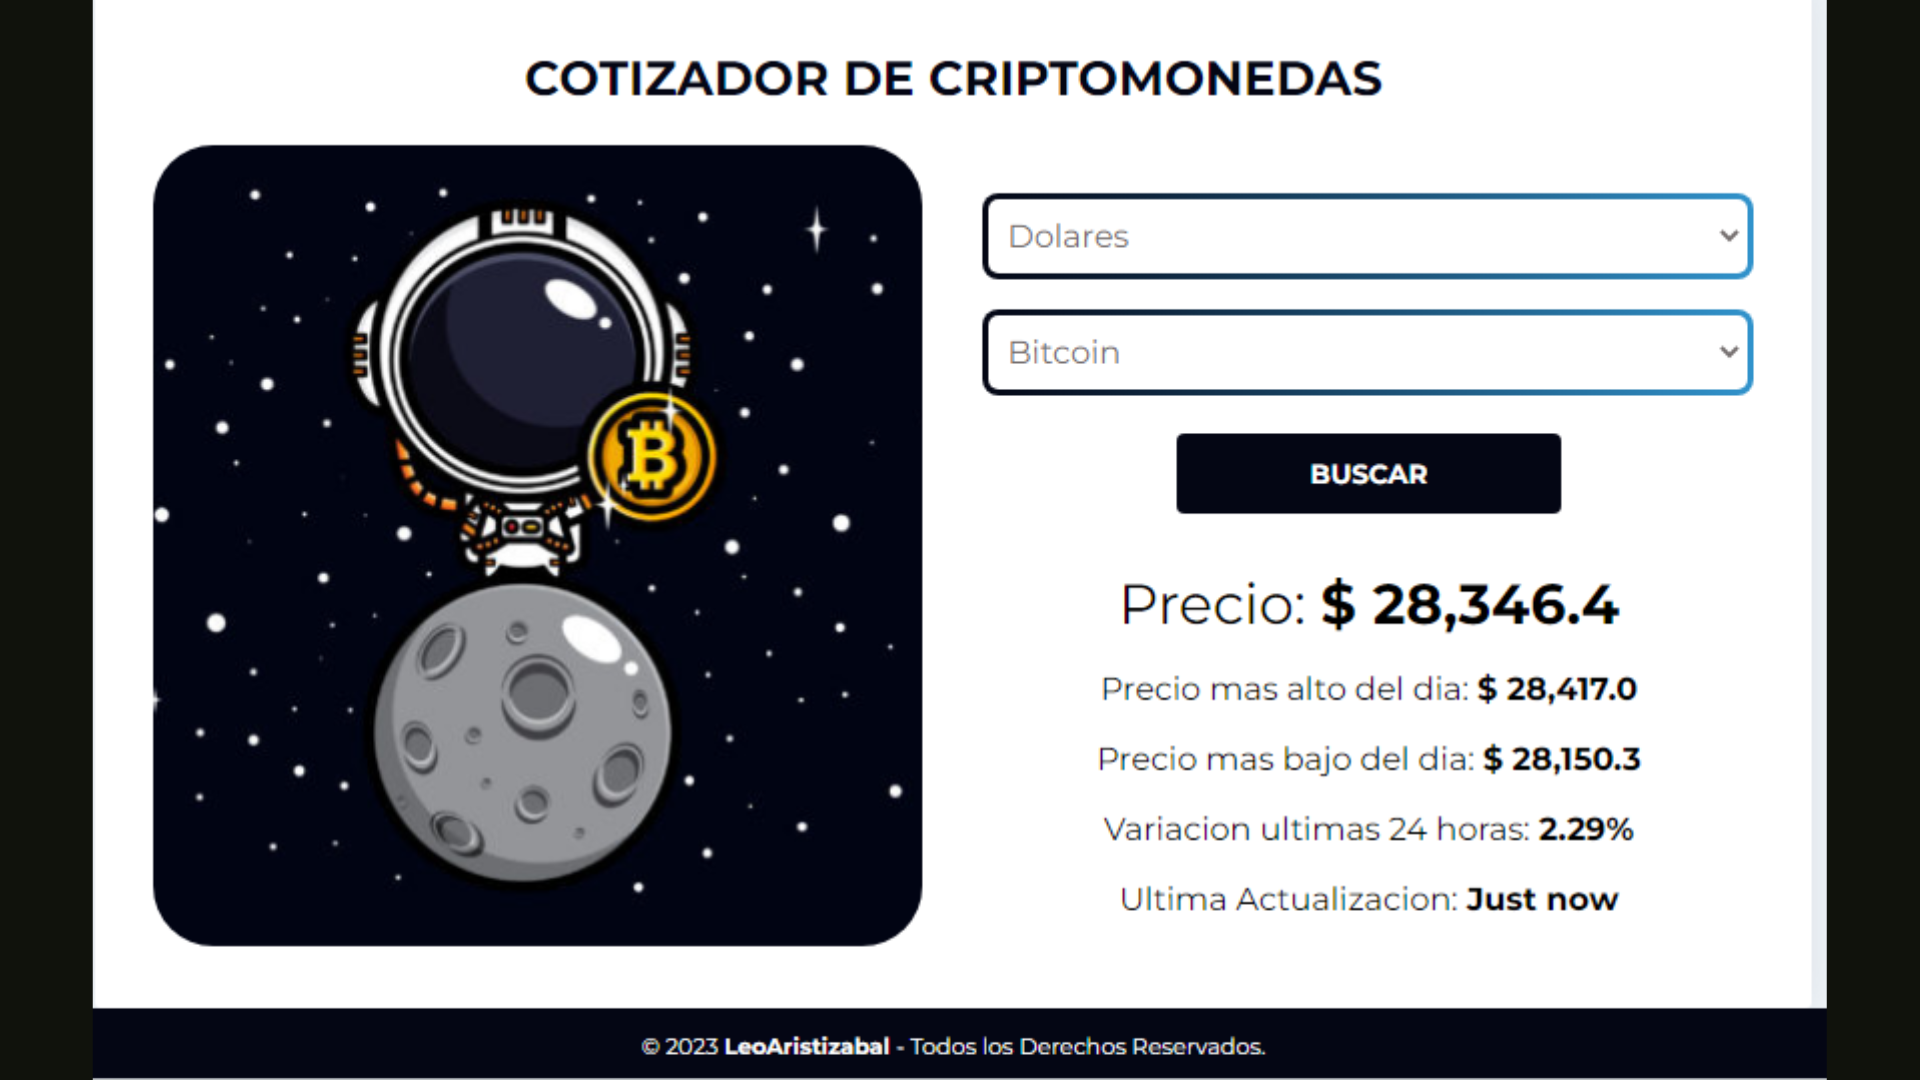 COTIZADOR DE CRIPTOMONEDAS
Dolares
Bitcoin
BUSCAR
Precio: $ 28,346.4
Precio mas alto del dia: $ 28,417.0
Precio mas bajo del dia: $ 28,150.3
Variacion ultimas 24 horas: 2.29%
Ultima Actualizacion: Just now
© 2023 LeoAristizabal - Todos los Derechos Reservados.